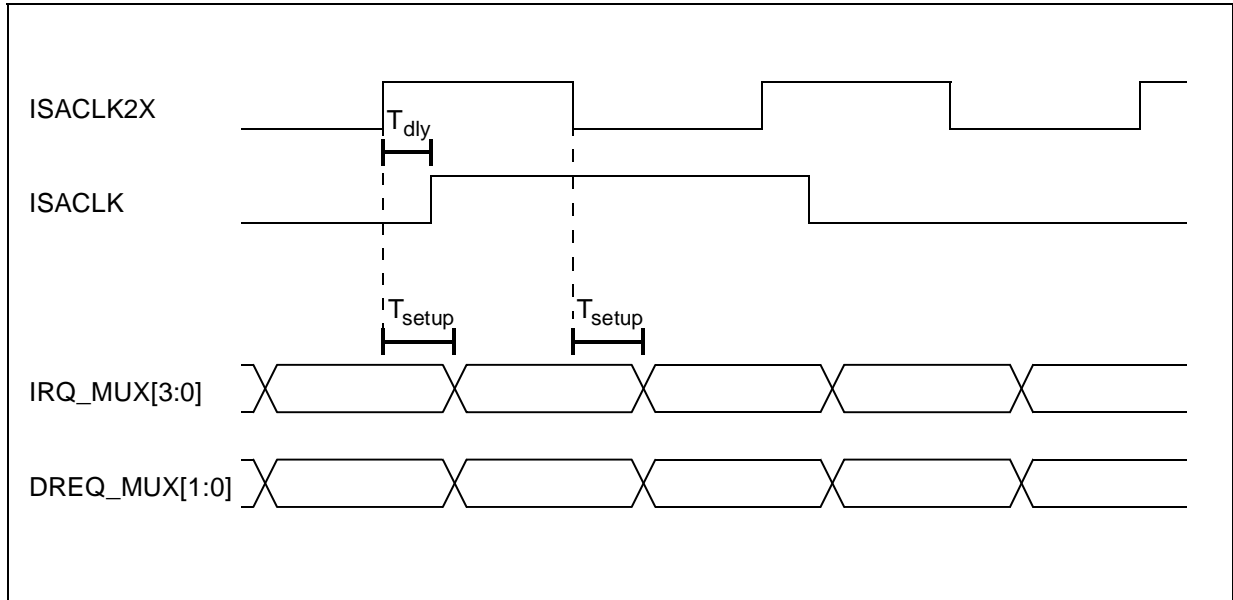 ISACLK2X
Tdly
ISACLK
Tsetup Tsetup
IRQ_MUX[3:0]
DREQ_MUX[1:0]